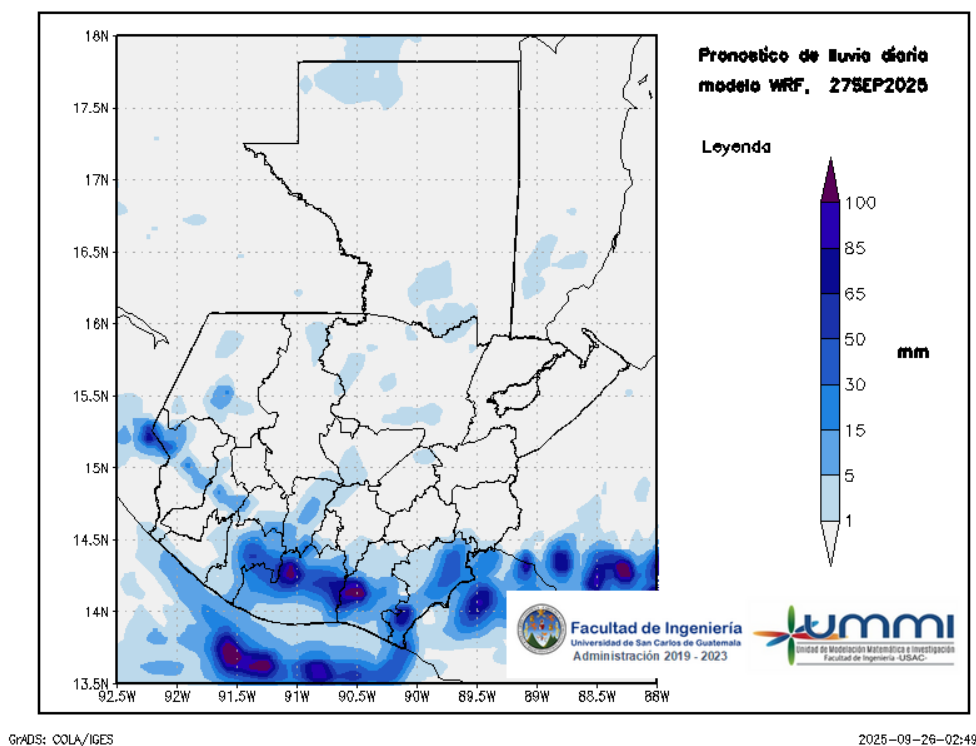 Pronostico de lluvia diaria
modelo WRF, 27SEP2025
Leyenda
100
85
65
50
30
15
5
1
mm
18N
17.5N
17N
16.5N
16N
15.5N
15N
14.5N
14N
13.5N
92.5W 92W 91.5W 91W 90.5W 90W 89.5W 89W 88.5W 88W
Facultad de Ingeniería
Universidad de San Carlos de Guatemala
Administración 2019 - 2023
ummi
Unidad de Modelación Matemática e Investigación
Facultad de Ingeniería -USAC-
GrADS: COLA/IGES
2025-09-26-02:49